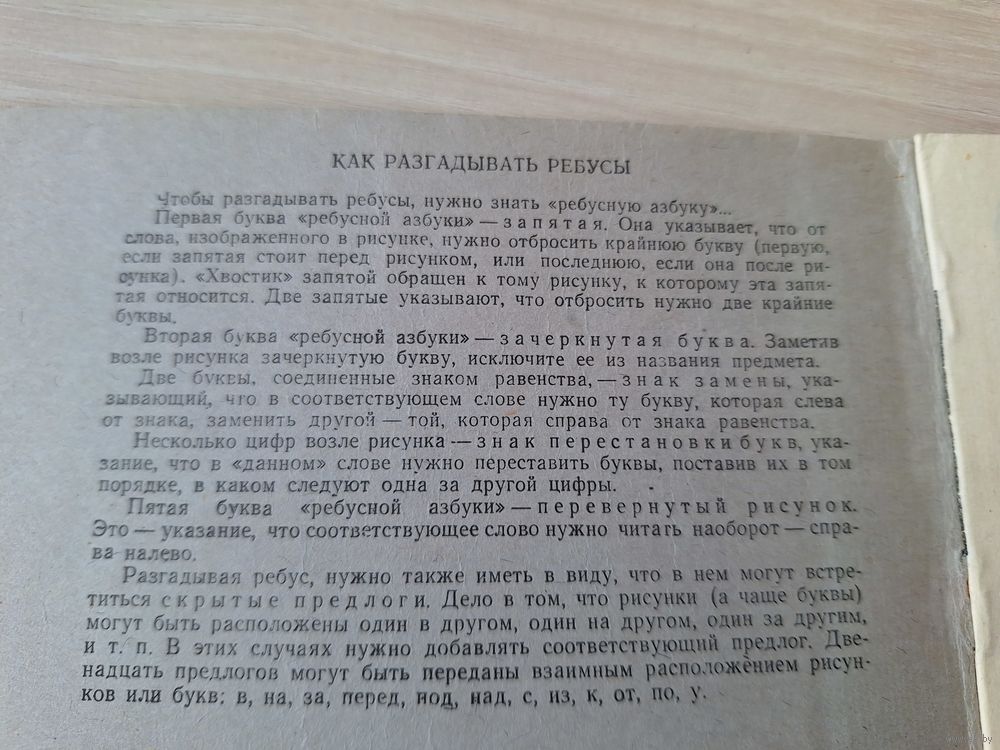 КАК РАЗГАДЫВАТЬ РЕБУСЫ
Чтобы разгадывать ребусы, нужно знать «ребусную азбуку»...
Первая буква «ребусной азбуки» — запятая. Она указывает, что от
слова, изображенного в рисунке, нужно отбросить крайнюю букву (первую,
если запятая стоит перед рисунком, или последнюю, если она после ри-
сунка). «Хвостик» запятой обращен к тому рисунку, к которому эта запя-
тая относится. Две запятые указывают, что отбросить нужно две крайние
буквы.
Вторая буква «ребусной азбуки» — зачеркнутая буква. Заметив
возле рисунка зачеркнутую букву, исключите ее из названия предмета.
Две буквы, соединенные знаком равенства, — знак замены, ука-
зывающий, что в соответствующем слове нужно ту букву, которая слева
от знака, заменить другой — той, которая справа от знака равенства.
Несколько цифр возле рисунка — знак перестановки букв, ука-
зание, что в «данном» слове нужно переставить буквы, поставив их в том
порядке, в каком следуют одна за другой цифры.
Пятая буква «ребусной азбуки» — перевернутый рисунок.
Это — указание, что соответствующее слово нужно читать наоборот — спра-
ва налево.
Разгадывая ребус, нужно также иметь в виду, что в нем могут встре-
титься скрытые предлоги. Дело в том, что рисунки (а чаще буквы)
могут быть расположены один в другом, один на другом, один за другим,
и т. п. В этих случаях нужно добавлять соответствующий предлог. Две-
надцать предлогов могут быть переданы взаимным расположением рисун-
ков или букв: в, на, за, перед, под, над, с, из, к, от, по, у.